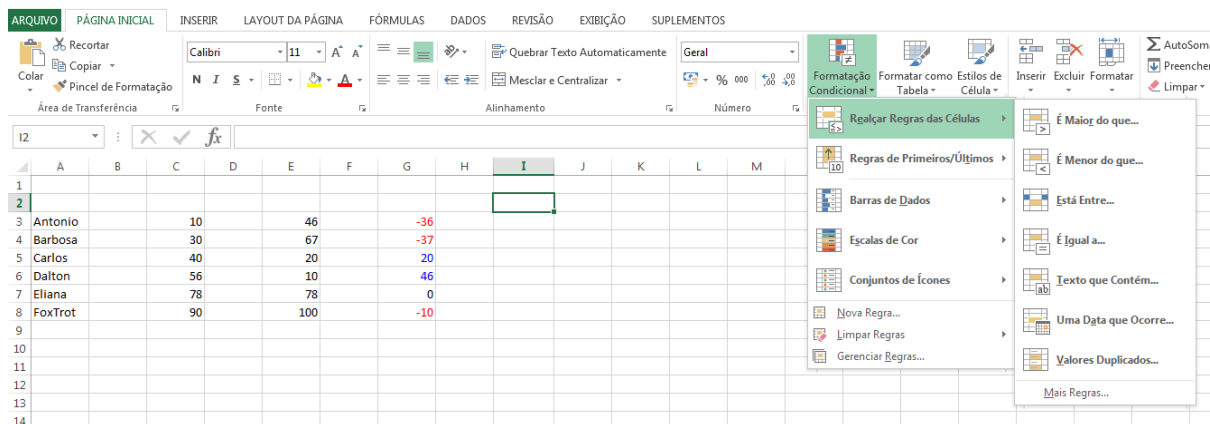 ARQUIVO PÁGINA INICIAL INSERIR LAYOUT DA PÁGINA FÓRMULAS DADOS REVISÃO EXIBIÇÃO SUPLEMENTOS
Colar
Recortar
Copiar
Pincel de Formatação
Área de Transferência
Calibri 11 A A
N I S A
Fonte
Quebrar Texto Automaticamente
Mesclar e Centralizar
Alinhamento
Geral
% 000 ,00 ,00
Número
Formatação Condicional
Formatar como Tabela
Estilos de Célula
Inserir Excluir Formatar
Σ AutoSom
Preencher
Limpar
I2 fx
A B C D E F G H I J K L M
1
2
3 Antonio 10 46 -36
4 Barbosa 30 67 -37
5 Carlos 40 20 20
6 Dalton 56 10 46
7 Eliana 78 78 0
8 FoxTrot 90 100 -10
9
10
11
12
13
14
Realçar Regras das Células
Regras de Primeiros/Últimos
Barras de Dados
Escalas de Cor
Conjuntos de Ícones
Nova Regra...
Limpar Regras
Gerenciar Regras...
É Maior do que...
É Menor do que...
Está Entre...
É Igual a...
Texto que Contém...
Uma Data que Ocorre...
Valores Duplicados...
Mais Regras...